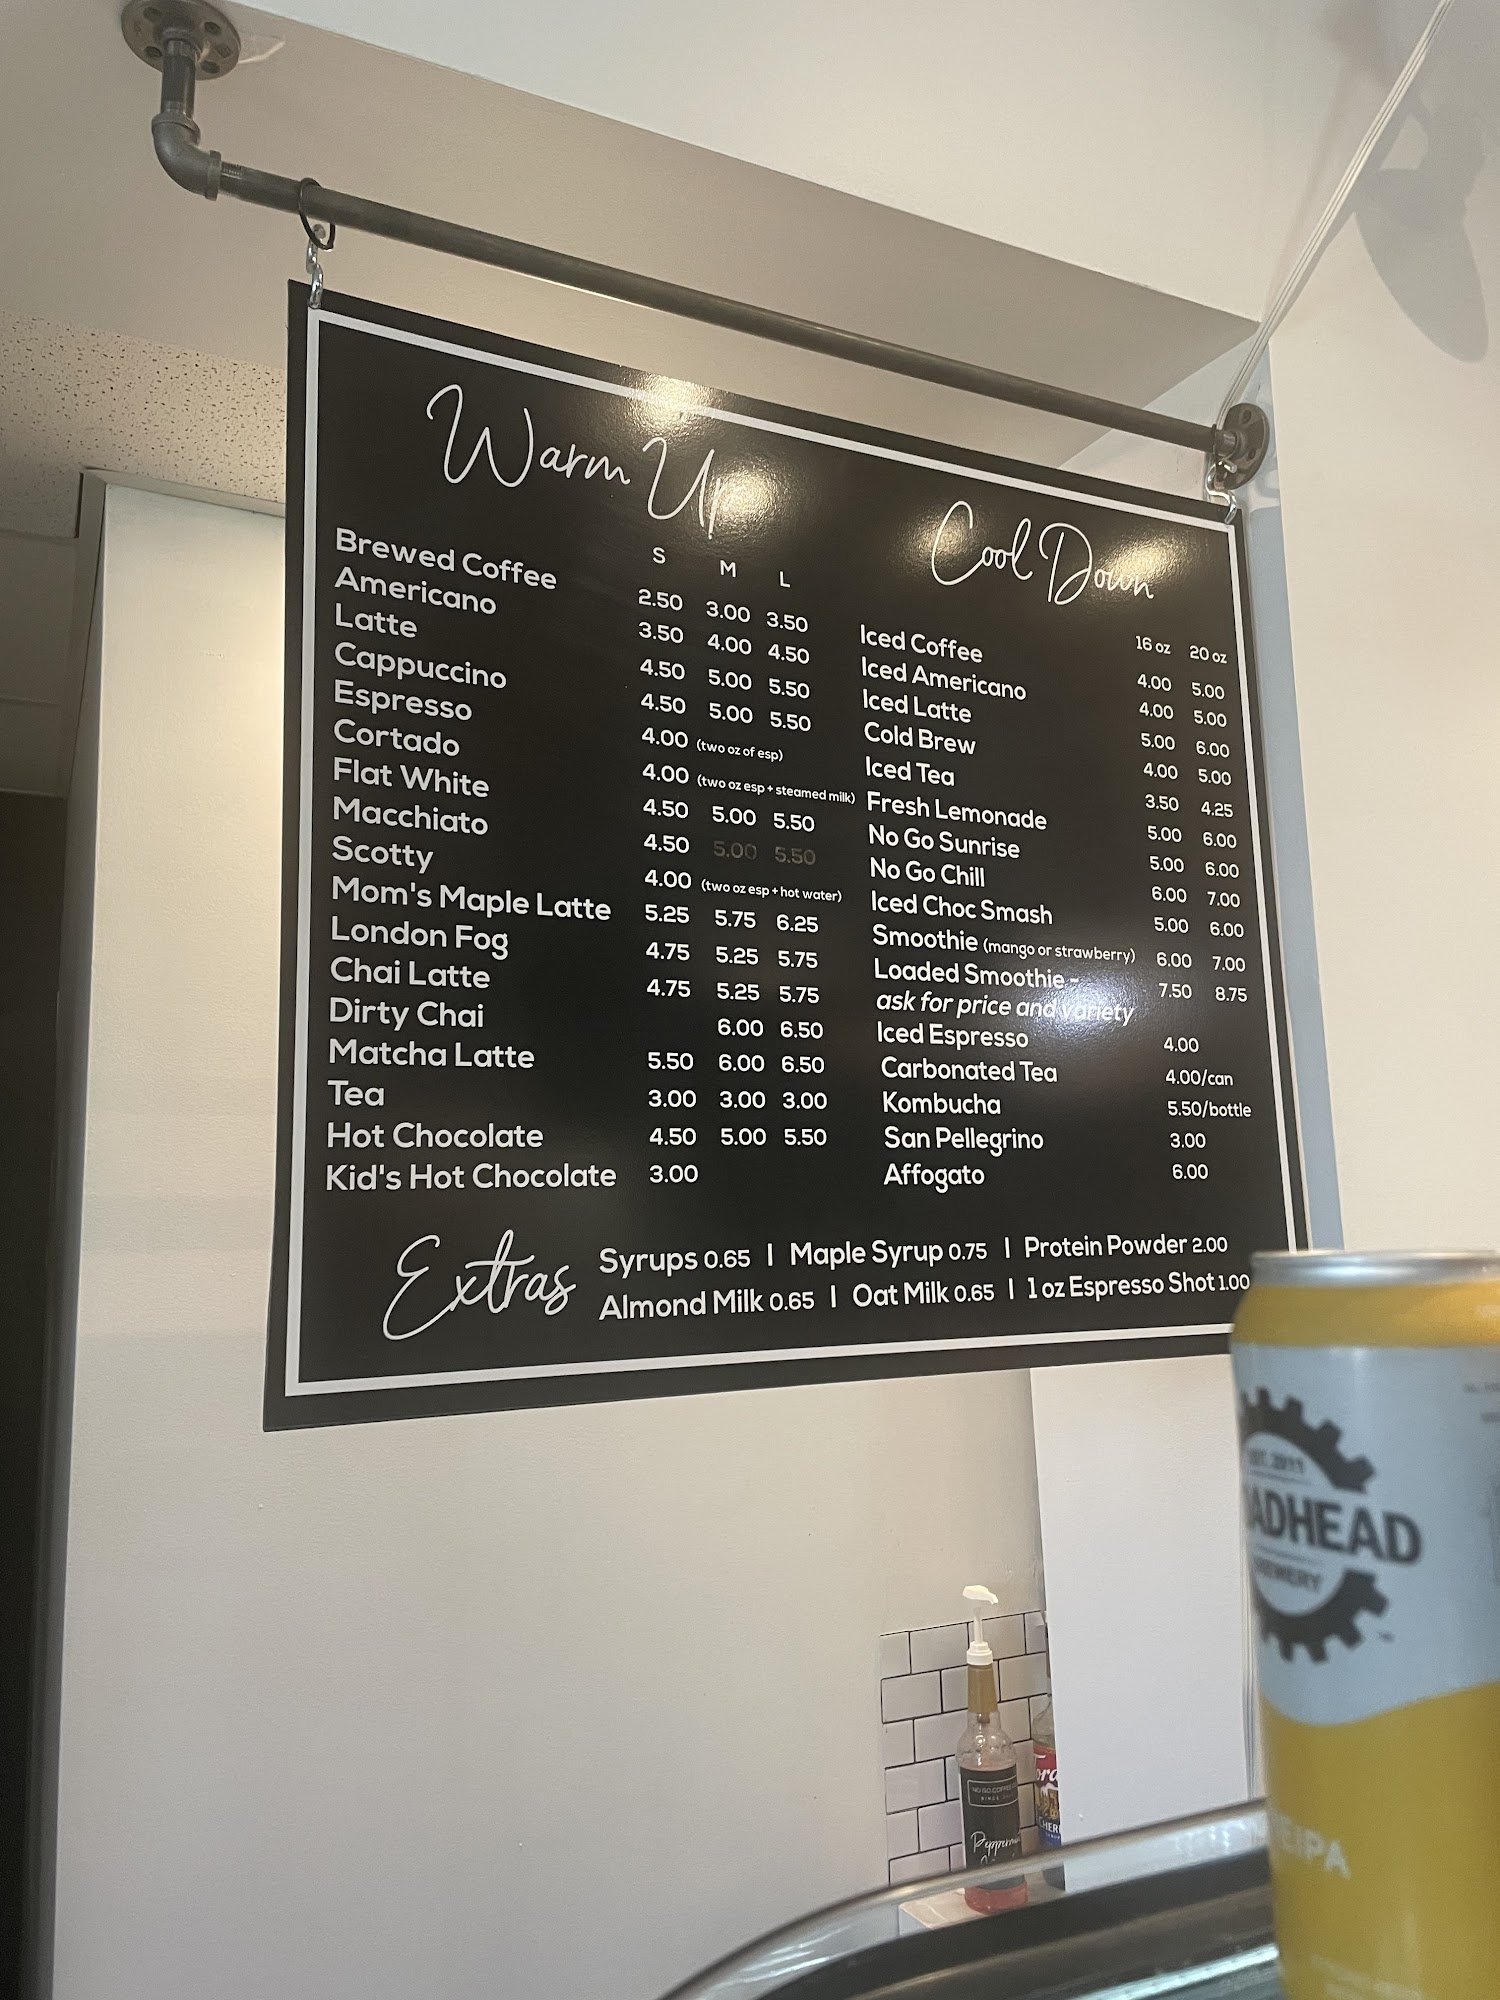 Warm Up
S M L
Brewed Coffee 2.50 3.00 3.50
Americano 3.50 4.00 4.50
Latte 4.50 5.00 5.50
Cappuccino 4.50 5.00 5.50
Espresso 4.00 (two oz of esp)
Cortado 4.00 (two oz esp + steamed milk)
Flat White 4.50 5.00 5.50
Macchiato 4.50 5.00 5.50
Scotty 4.00 (two oz esp + hot water)
Mom's Maple Latte 5.25 5.75 6.25
London Fog 4.75 5.25 5.75
Chai Latte 4.75 5.25 5.75
Dirty Chai 6.00 6.50
Matcha Latte 5.50 6.00 6.50
Tea 3.00 3.00 3.00
Hot Chocolate 4.50 5.00 5.50
Kid's Hot Chocolate 3.00
Cool Down
16 oz 20 oz
Iced Coffee 4.00 5.00
Iced Americano 4.00 5.00
Iced Latte 5.00 6.00
Cold Brew 4.00 5.00
Iced Tea 3.50 4.25
Fresh Lemonade 5.00 6.00
No Go Sunrise 5.00 6.00
No Go Chill 6.00 7.00
Iced Choc Smash 5.00 6.00
Smoothie (mango or strawberry) 6.00 7.00
Loaded Smoothie - 7.50 8.75
ask for price and variety
Iced Espresso 4.00
Carbonated Tea 4.00/can
Kombucha 5.50/bottle
San Pellegrino 3.00
Affogato 6.00
Extras
Syrups 0.65 | Maple Syrup 0.75 | Protein Powder 2.00
Almond Milk 0.65 | Oat Milk 0.65 | 1 oz Espresso Shot 1.00
2011
ADHEAD
IPA
NO GO COFFEE